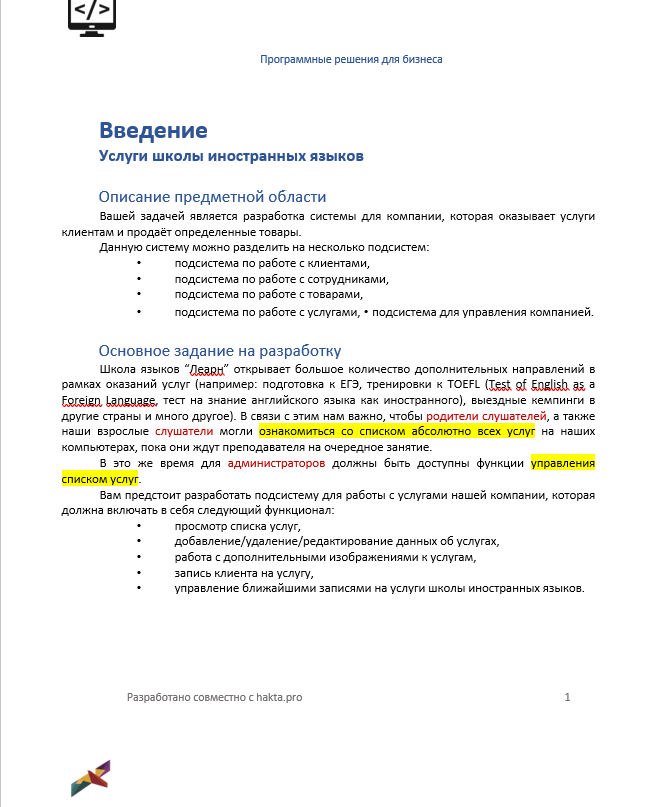 </>
Программные решения для бизнеса
Введение
Услуги школы иностранных языков
Описание предметной области
Вашей задачей является разработка системы для компании, которая оказывает услуги
клиентам и продаёт определенные товары.
Данную систему можно разделить на несколько подсистем:
• подсистема по работе с клиентами,
• подсистема по работе с сотрудниками,
• подсистема по работе с товарами,
• подсистема по работе с услугами, • подсистема для управления компанией.
Основное задание на разработку
Школа языков “Леарн” открывает большое количество дополнительных направлений в
рамках оказаний услуг (например: подготовка к ЕГЭ, тренировки к TOEFL (Test of English as a
Foreign Language, тест на знание английского языка как иностранного), выездные кемпинги в
другие страны и много другое). В связи с этим нам важно, чтобы родители слушателей, а также
наши взрослые слушатели могли ознакомиться со списком абсолютно всех услуг на наших
компьютерах, пока они ждут преподавателя на очередное занятие.
В это же время для администраторов должны быть доступны функции управления
списком услуг.
Вам предстоит разработать подсистему для работы с услугами нашей компании, которая
должна включать в себя следующий функционал:
• просмотр списка услуг,
• добавление/удаление/редактирование данных об услугах,
• работа с дополнительными изображениями к услугам,
• запись клиента на услугу,
• управление ближайшими записями на услуги школы иностранных языков.
Разработано совместно с hakta.pro 1